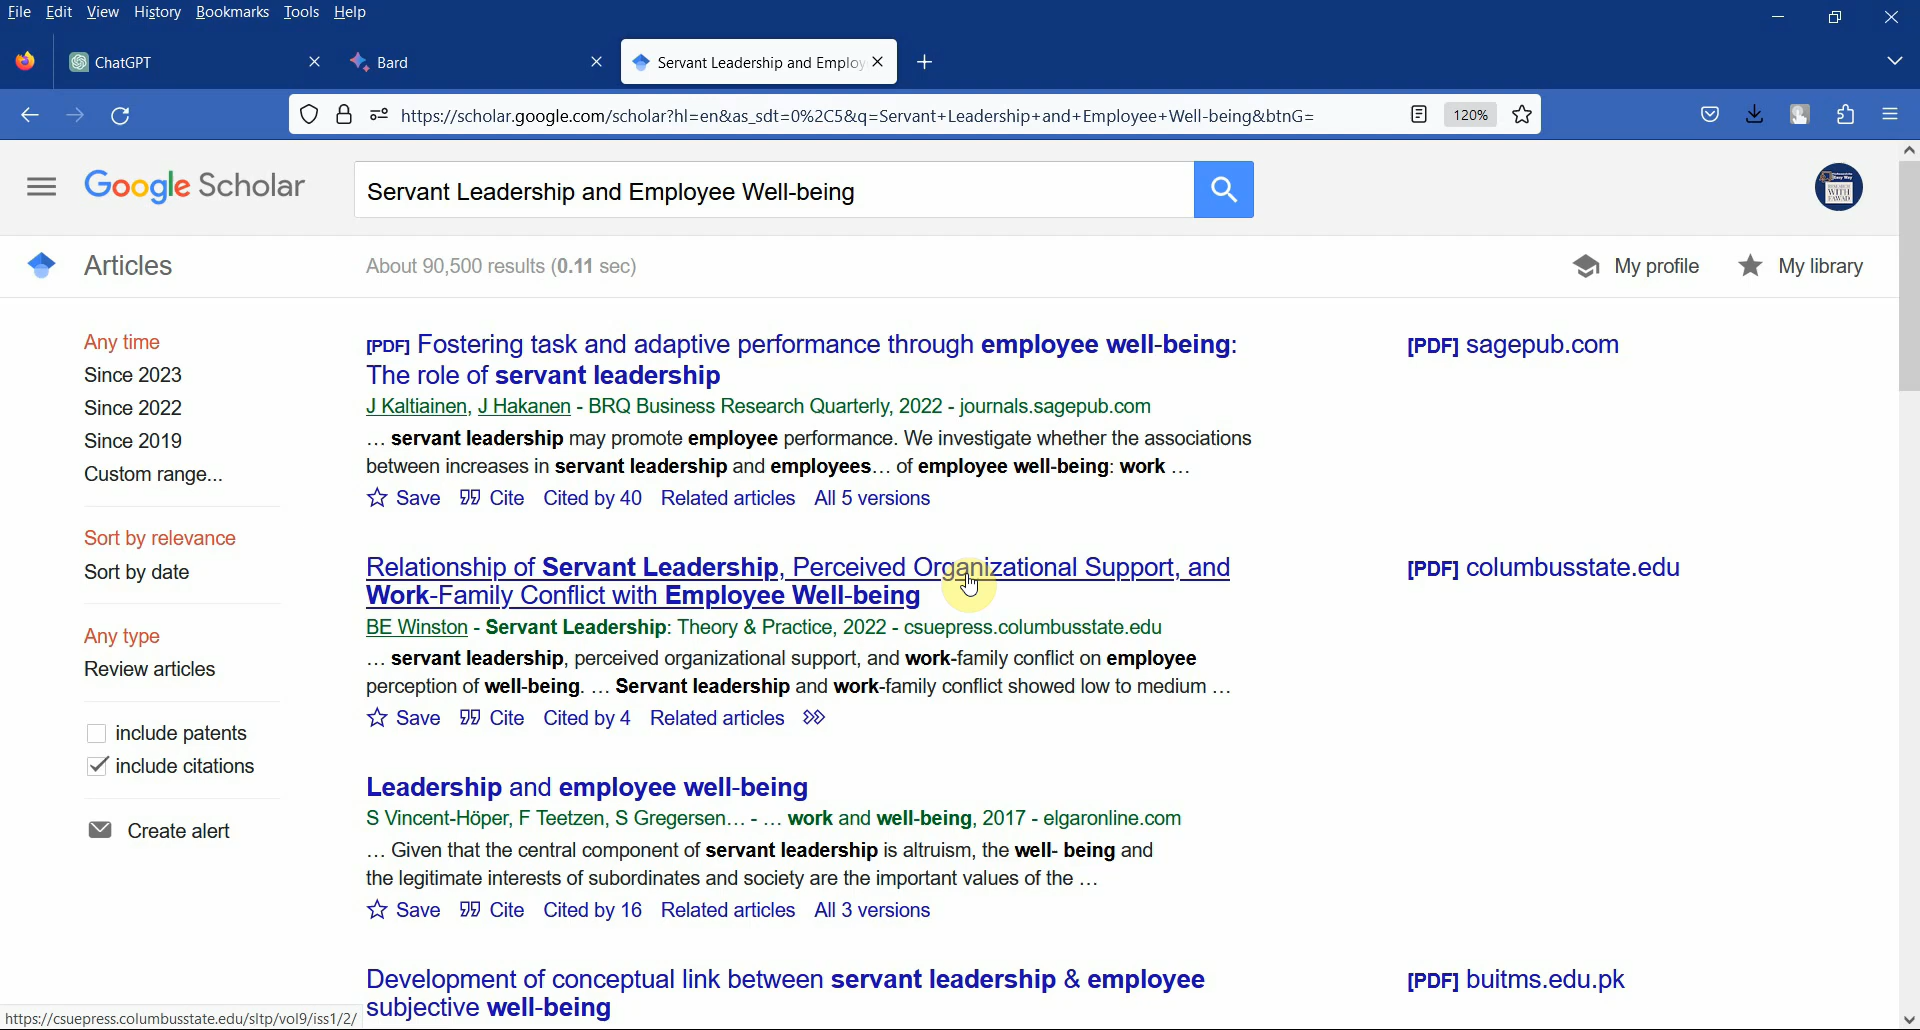 File Edit View History Bookmarks Tools Help
ChatGPT
Bard
Servant Leadership and Employ
https://scholar.google.com/scholar?hl=en&as_sdt=0%2C5&q=Servant+Leadership+and+Employee+Well-being&btnG=
120%
Google Scholar
Servant Leadership and Employee Well-being
Articles
About 90,500 results (0.11 sec)
My profile
My library
Any time
Since 2023
Since 2022
Since 2019
Custom range...
Sort by relevance
Sort by date
Any type
Review articles
include patents
include citations
Create alert
[PDF] Fostering task and adaptive performance through employee well-being:
The role of servant leadership
J Kaltiainen, J Hakanen - BRQ Business Research Quarterly, 2022 - journals.sagepub.com
… servant leadership may promote employee performance. We investigate whether the associations
between increases in servant leadership and employees… of employee well-being: work …
Save Cite Cited by 40 Related articles All 5 versions
[PDF] sagepub.com
Relationship of Servant Leadership, Perceived Organizational Support, and
Work-Family Conflict with Employee Well-being
BE Winston - Servant Leadership: Theory & Practice, 2022 - csuepress.columbusstate.edu
… servant leadership, perceived organizational support, and work-family conflict on employee
perception of well-being. … Servant leadership and work-family conflict showed low to medium …
Save Cite Cited by 4 Related articles
[PDF] columbusstate.edu
Leadership and employee well-being
S Vincent-Höper, F Teetzen, S Gregersen… - … work and well-being, 2017 - elgaronline.com
… Given that the central component of servant leadership is altruism, the well- being and
the legitimate interests of subordinates and society are the important values of the …
Save Cite Cited by 16 Related articles All 3 versions
Development of conceptual link between servant leadership & employee
subjective well-being
[PDF] buitms.edu.pk
https://csuepress.columbusstate.edu/sltp/vol9/iss1/2/